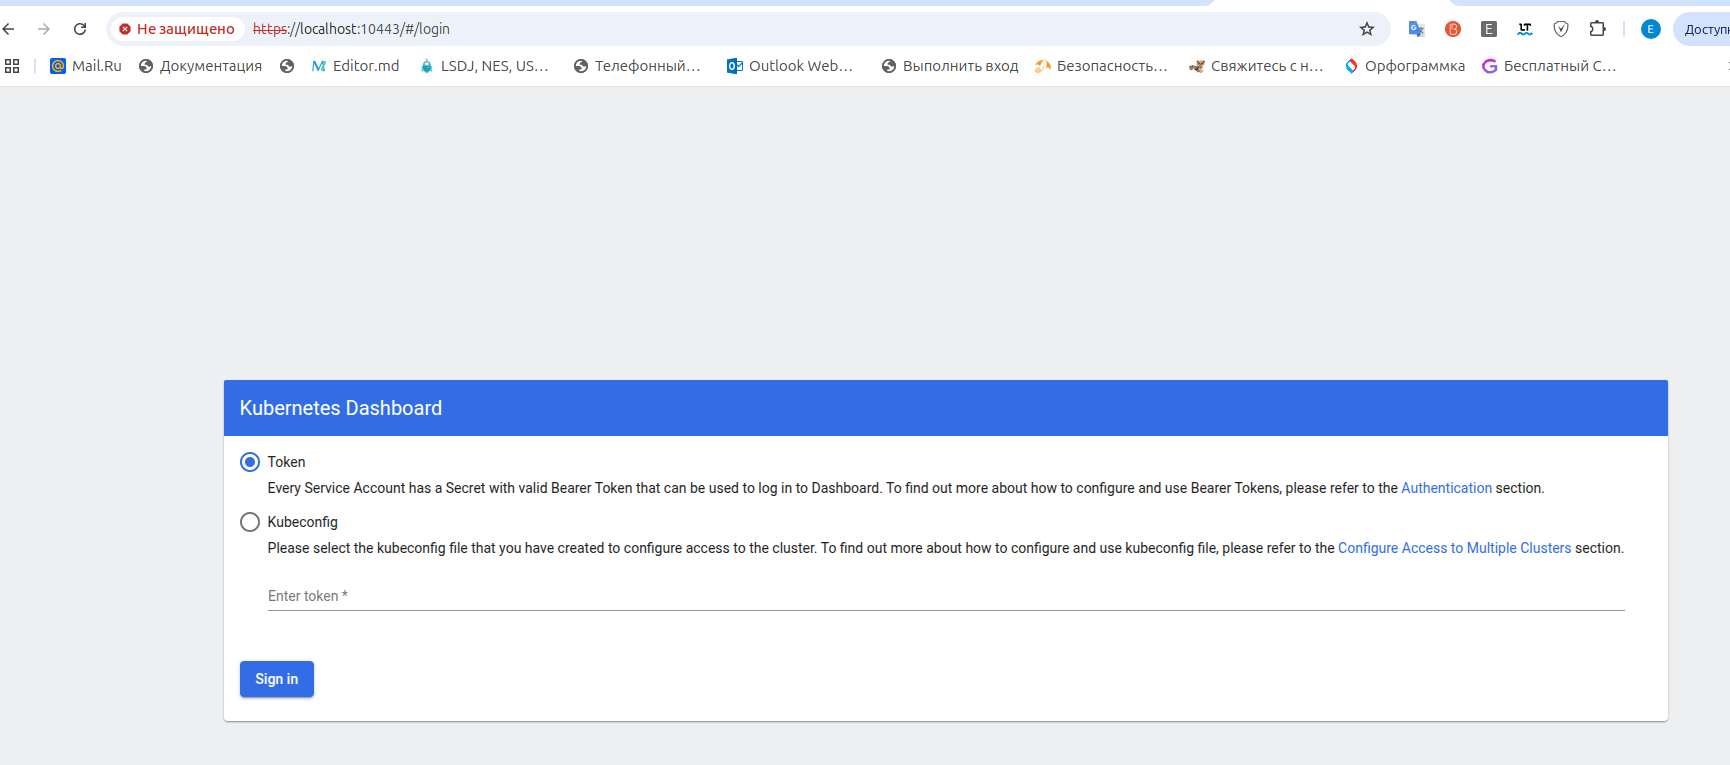 Не защищено https://localhost:10443/#/login E Доступн
Mail.Ru Документация Editor.md LSDJ, NES, US... Телефонный... Outlook Web... Выполнить вход Безопасность... Свяжитесь с н... Орфограммка Бесплатный С...
Kubernetes Dashboard
Token
Every Service Account has a Secret with valid Bearer Token that can be used to log in to Dashboard. To find out more about how to configure and use Bearer Tokens, please refer to the Authentication section.
Kubeconfig
Please select the kubeconfig file that you have created to configure access to the cluster. To find out more about how to configure and use kubeconfig file, please refer to the Configure Access to Multiple Clusters section.
Enter token *
Sign in